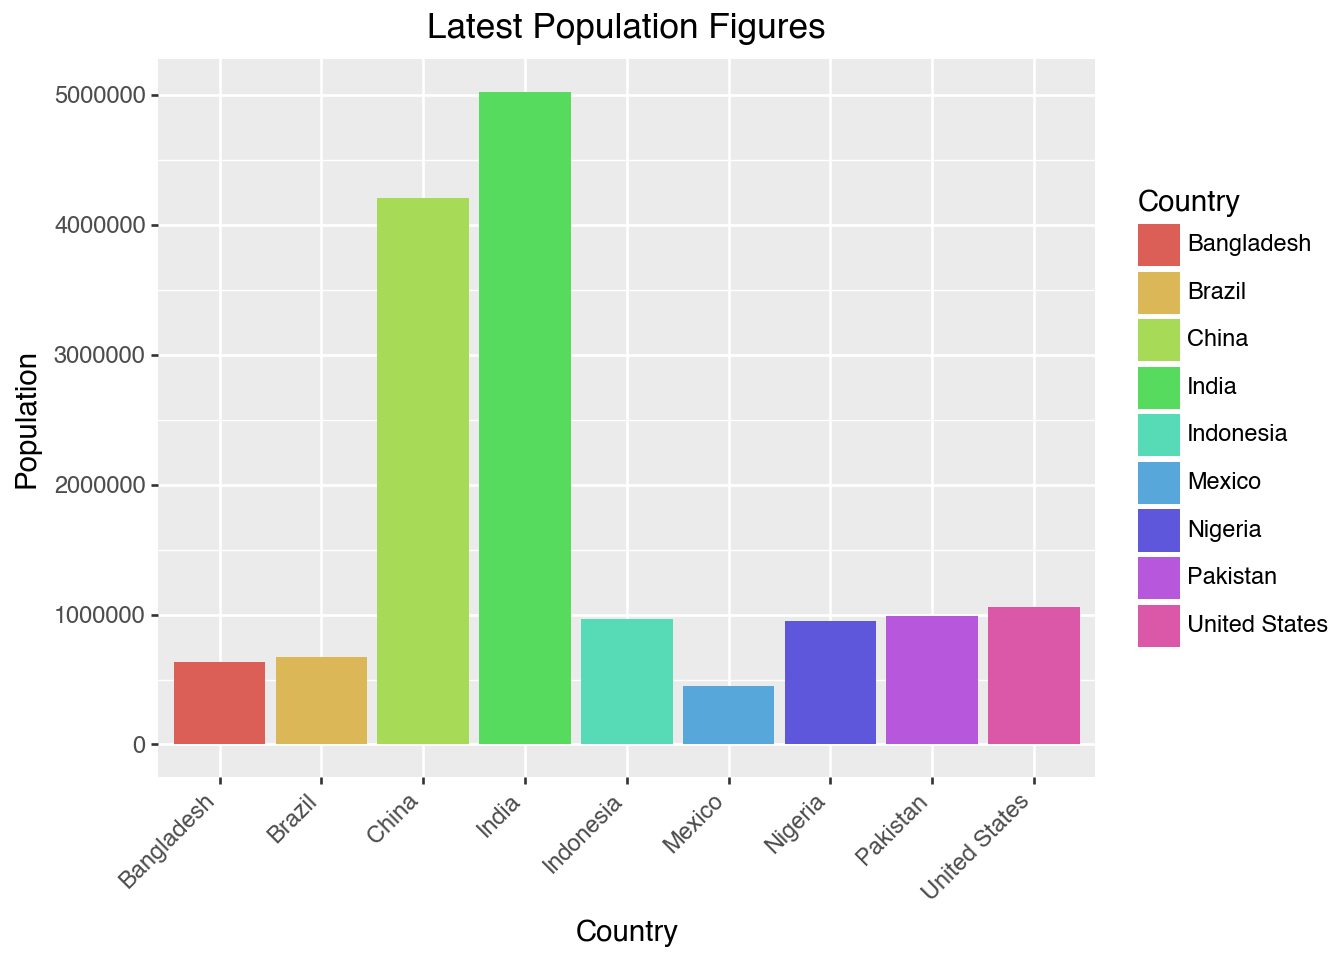 Latest Population Figures
Population
5000000
4000000
3000000
2000000
1000000
0
Bangladesh
Brazil
China
India
Indonesia
Mexico
Nigeria
Pakistan
United States
Country
Country
Bangladesh
Brazil
China
India
Indonesia
Mexico
Nigeria
Pakistan
United States